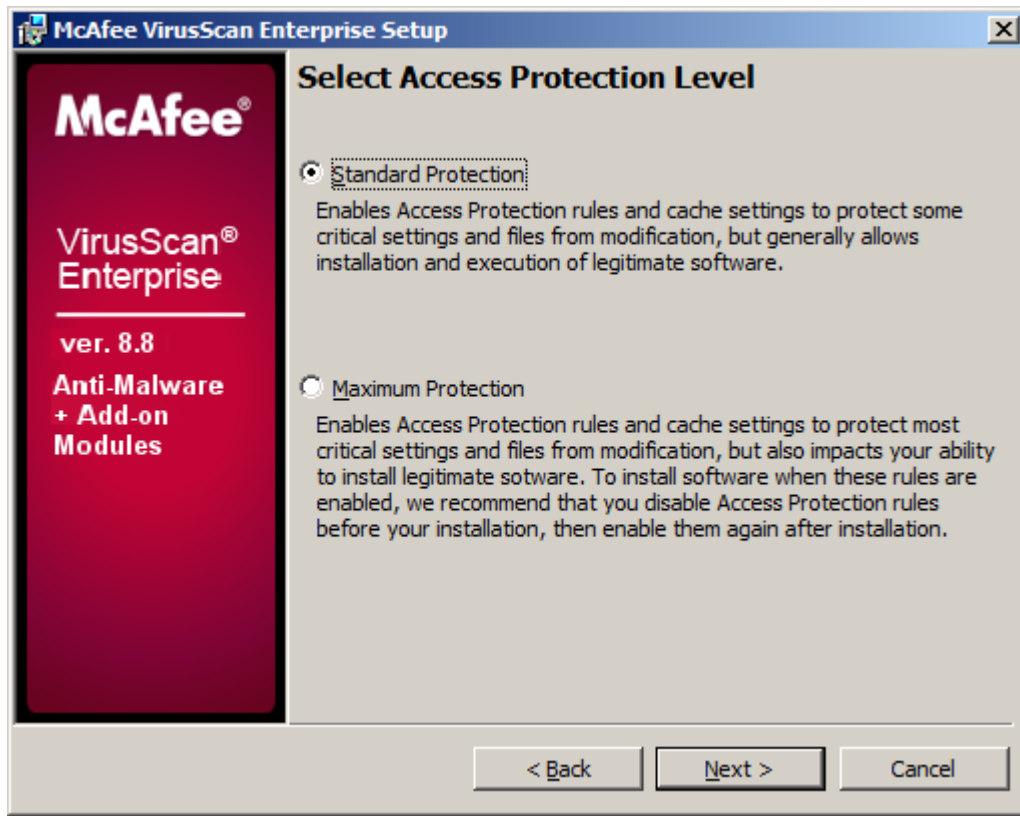 McAfee VirusScan Enterprise Setup
McAfee®
VirusScan®
Enterprise
ver. 8.8
Anti-Malware
+ Add-on
Modules
Select Access Protection Level
Standard Protection
Enables Access Protection rules and cache settings to protect some
critical settings and files from modification, but generally allows
installation and execution of legitimate software.
Maximum Protection
Enables Access Protection rules and cache settings to protect most
critical settings and files from modification, but also impacts your ability
to install legitimate sotware. To install software when these rules are
enabled, we recommend that you disable Access Protection rules
before your installation, then enable them again after installation.
< Back
Next >
Cancel